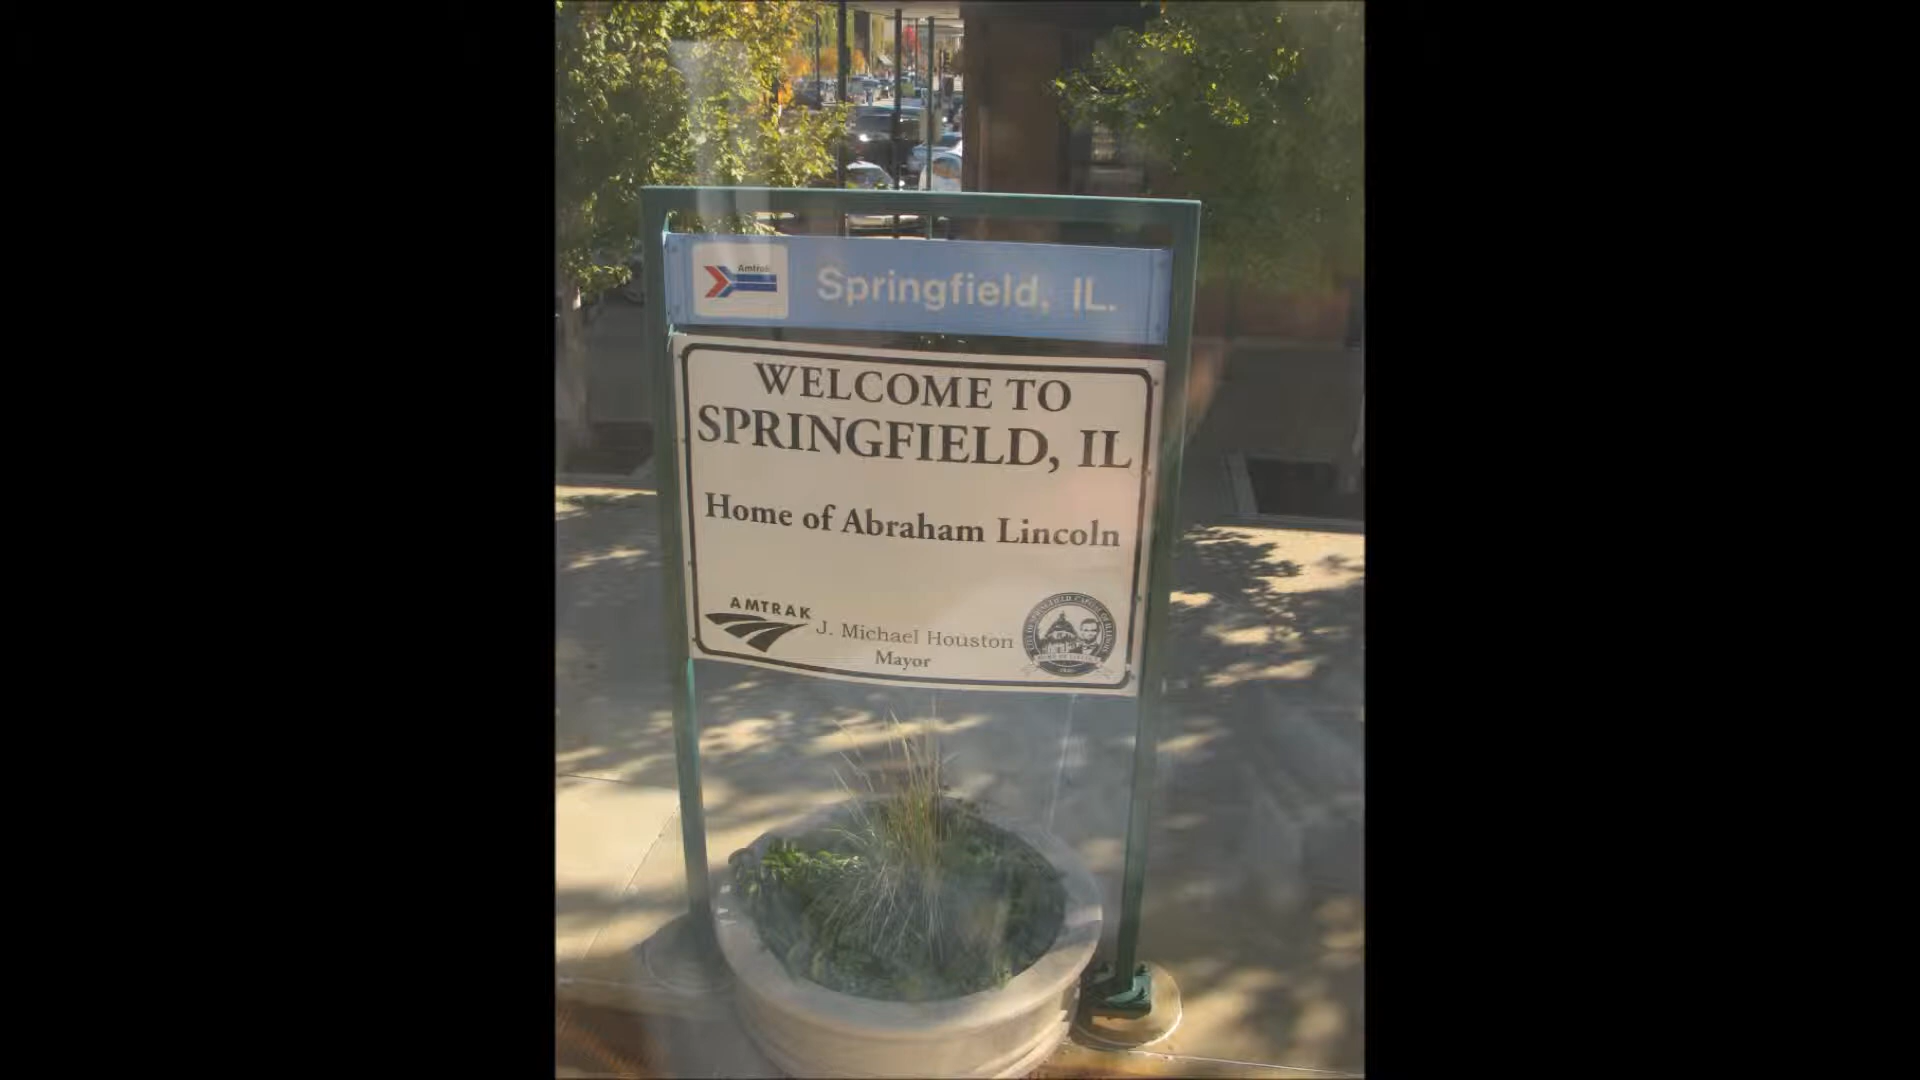 Amtrak
Springfield, IL.
WELCOME TO
SPRINGFIELD, IL
Home of Abraham Lincoln
AMTRAK
J. Michael Houston
Mayor